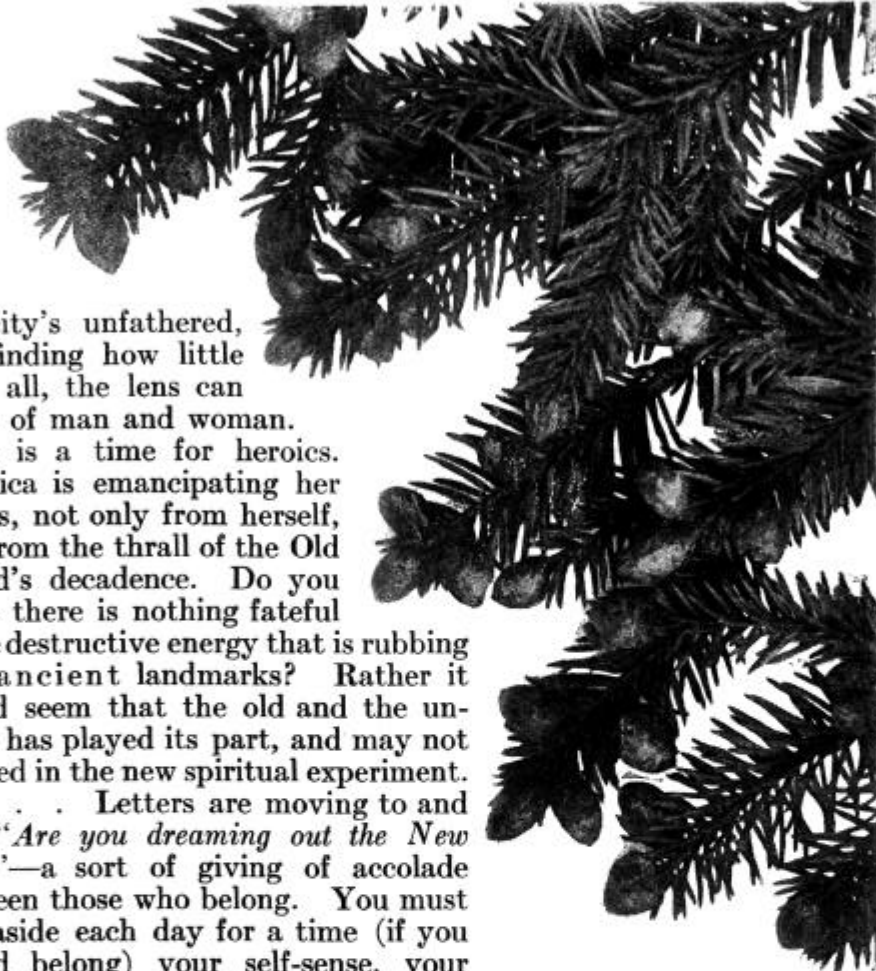 ity's unfathered,
inding how little
all, the lens can
of man and woman.
is a time for heroics.
ica is emancipating her
s, not only from herself,
rom the thrall of the Old
d's decadence. Do you
there is nothing fateful
destructive energy that is rubbing
ancient landmarks? Rather it
d seem that the old and the un-
has played its part, and may not
ed in the new spiritual experiment.
. . Letters are moving to and
"Are you dreaming out the New
"—a sort of giving of accolade
een those who belong. You must
aside each day for a time (if you
d belong) your self-sense, your